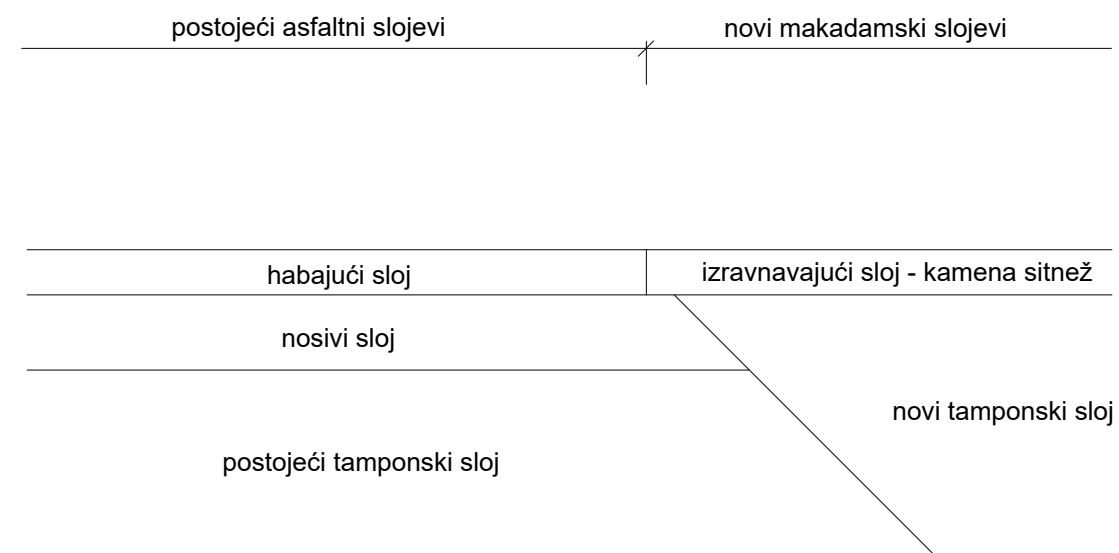 postojeći asfaltni slojevi
novi makadamski slojevi
habajući sloj
izravnavajući sloj - kamena sitnež
nosivi sloj
novi tamponski sloj
postojeći tamponski sloj